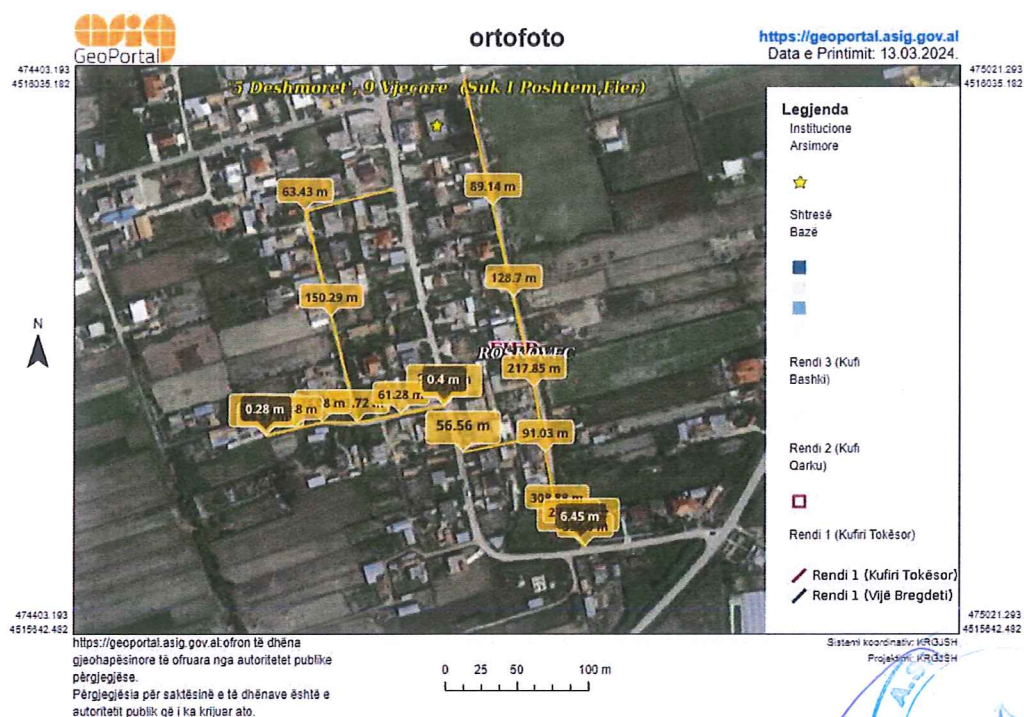 asig
GeoPortal
ortofoto
https://geoportal.asig.gov.al
Data e Printimit: 13.03.2024.
474403.193
4516035.182
475021.293
4516035.182
'5 Deshmoret', 9 Vjeçare (Suk I Poshtem,Fier)
63.43 m
89.14 m
128.7 m
150.29 m
FIER
ROSKOVEC
217.85 m
0.4 m
61.28 m
0.28 m
56.56 m
91.03 m
308.88 m
6.45 m
Legjenda
Institucione
Arsimore
Shtresë
Bazë
Rendi 3 (Kufi
Bashki)
Rendi 2 (Kufi
Qarku)
Rendi 1 (Kufiri Tokësor)
Rendi 1 (Kufiri Tokësor)
Rendi 1 (Vijë Bregdeti)
N
474403.193
4515642.482
475021.293
4515642.482
https://geoportal.asig.gov.al:ofron të dhëna
gjeohapësinore të ofruara nga autoritetet publike
përgjegjëse.
Përgjegjësia për saktësinë e të dhënave është e
autoritetit publik që i ka krijuar ato.
0 25 50 100 m
Sistemi koordinativ: KRGJSH
Projeksioni: KRGJSH
A.S